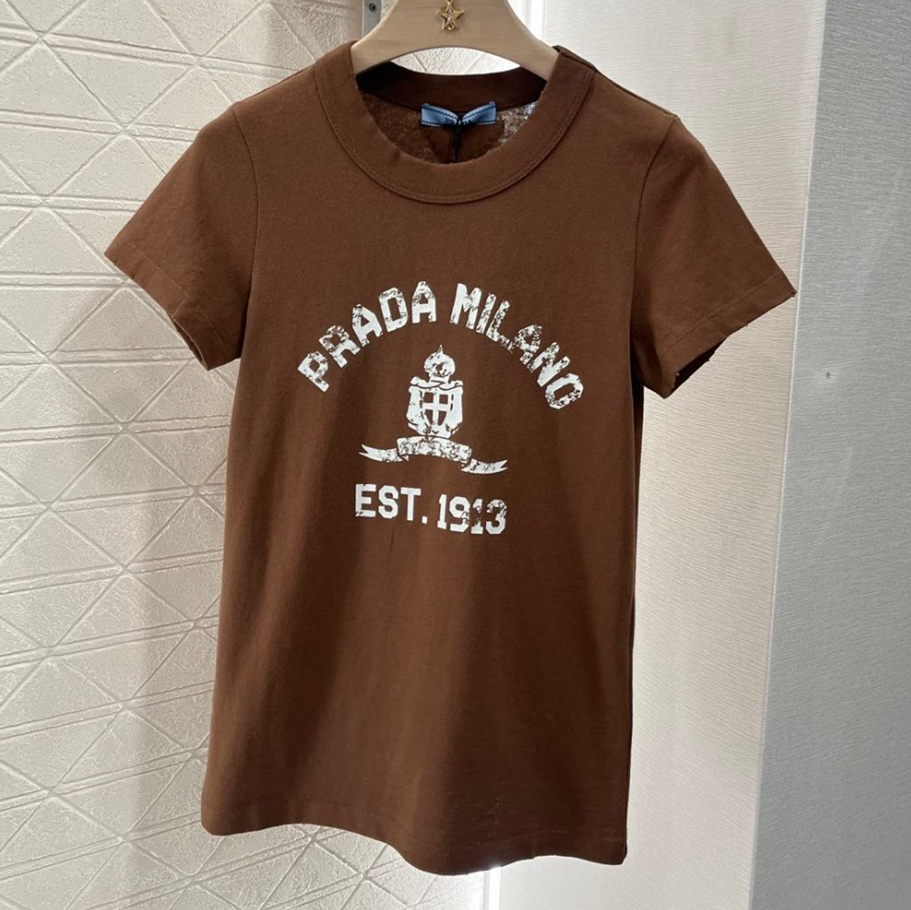 PRADA MILANO
EST. 1913